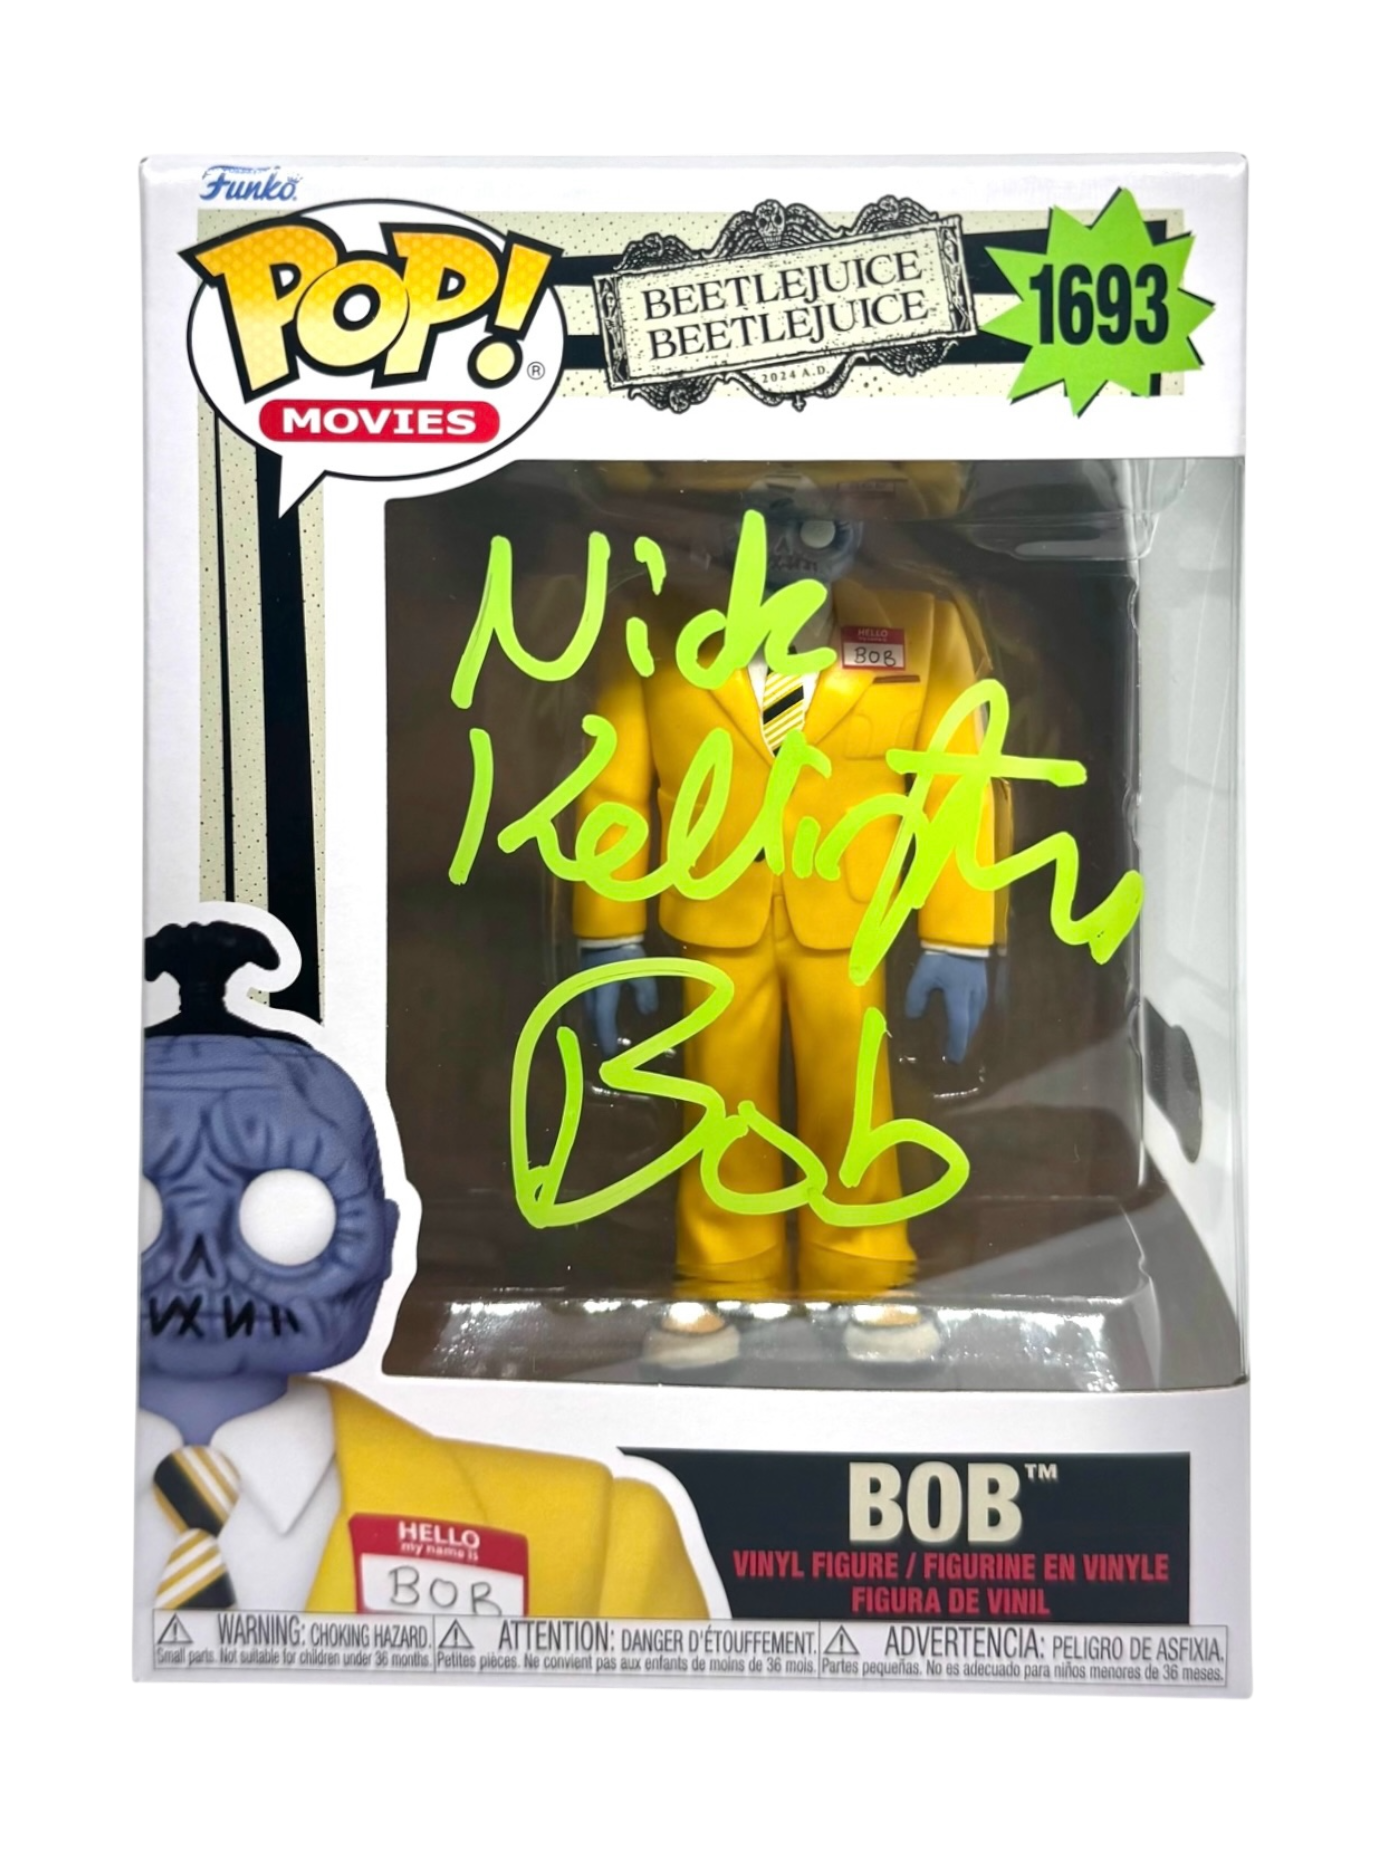 Funko
POP! ®
MOVIES
BEETLEJUICE
BEETLEJUICE
2024 A.D.
1693
Nick
HELLO
my name is
BOB
Kellington
Bob
HELLO
my name is
BOB
BOB™
VINYL FIGURE / FIGURINE EN VINYLE
FIGURA DE VINIL
WARNING: CHOKING HAZARD.
Small parts. Not suitable for children under 36 months.
ATTENTION: DANGER D'ÉTOUFFEMENT.
Petites pièces. Ne convient pas aux enfants de moins de 36 mois.
ADVERTENCIA: PELIGRO DE ASFIXIA.
Partes pequeñas. No es adecuado para niños menores de 36 meses.